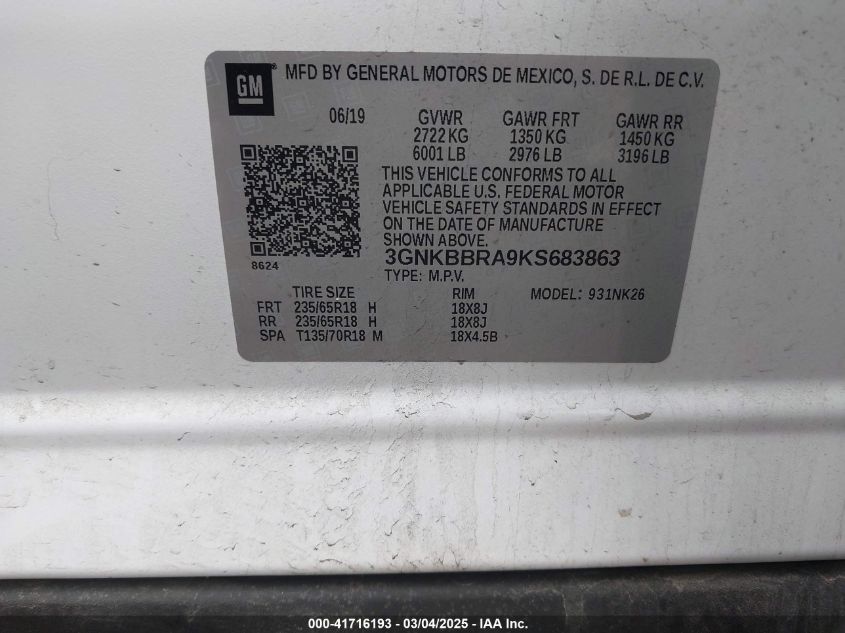 GM ® MFD BY GENERAL MOTORS DE MEXICO, S. DE R.L. DE C.V.
06/19 GVWR GAWR FRT GAWR RR
2722 KG 1350 KG 1450 KG
6001 LB 2976 LB 3196 LB
THIS VEHICLE CONFORMS TO ALL
APPLICABLE U.S. FEDERAL MOTOR
VEHICLE SAFETY STANDARDS IN EFFECT
ON THE DATE OF MANUFACTURE
SHOWN ABOVE.
8624 3GNKBBRA9KS683863
TYPE: M.P.V.
TIRE SIZE RIM MODEL: 931NK26
FRT 235/65R18 H 18X8J
RR 235/65R18 H 18X8J
SPA T135/70R18 M 18X4.5B
000-41716193 - 03/04/2025 - IAA Inc.